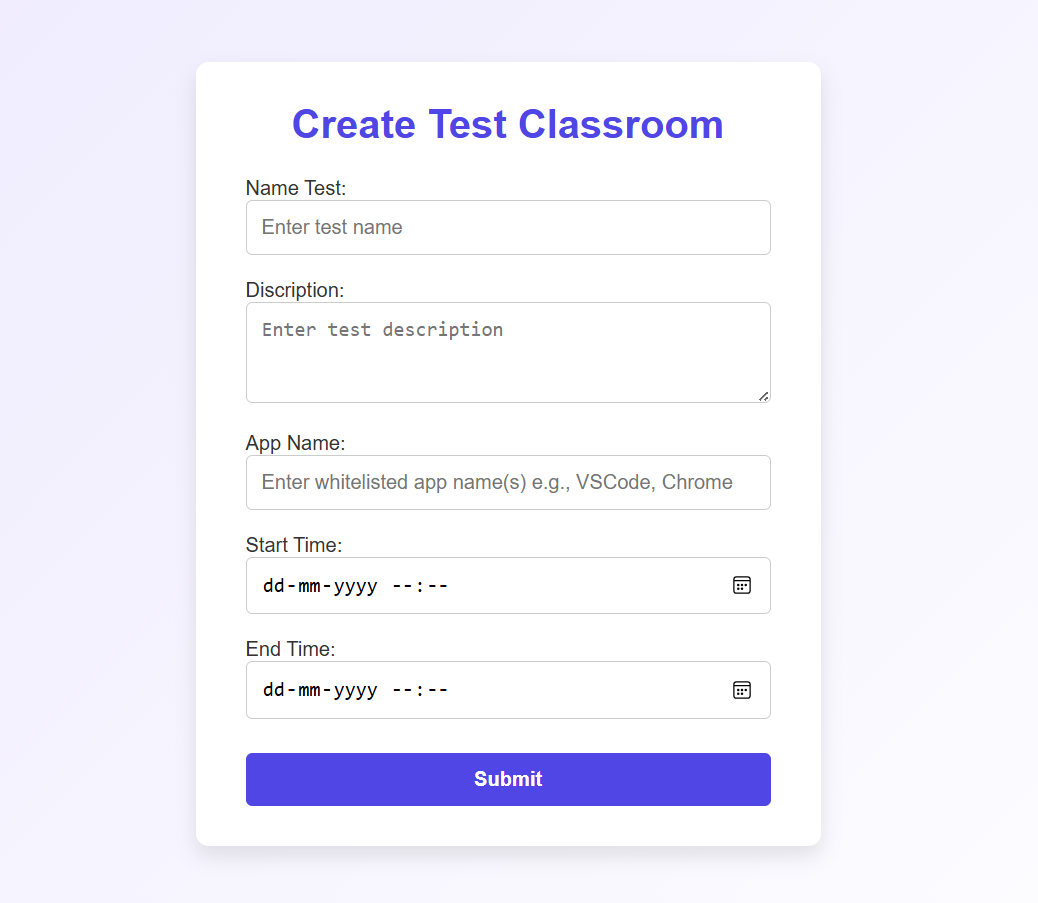 Create Test Classroom
Name Test:
Enter test name
Discription:
Enter test description
App Name:
Enter whitelisted app name(s) e.g., VSCode, Chrome
Start Time:
dd-mm-yyyy --:--
End Time:
dd-mm-yyyy --:--
Submit